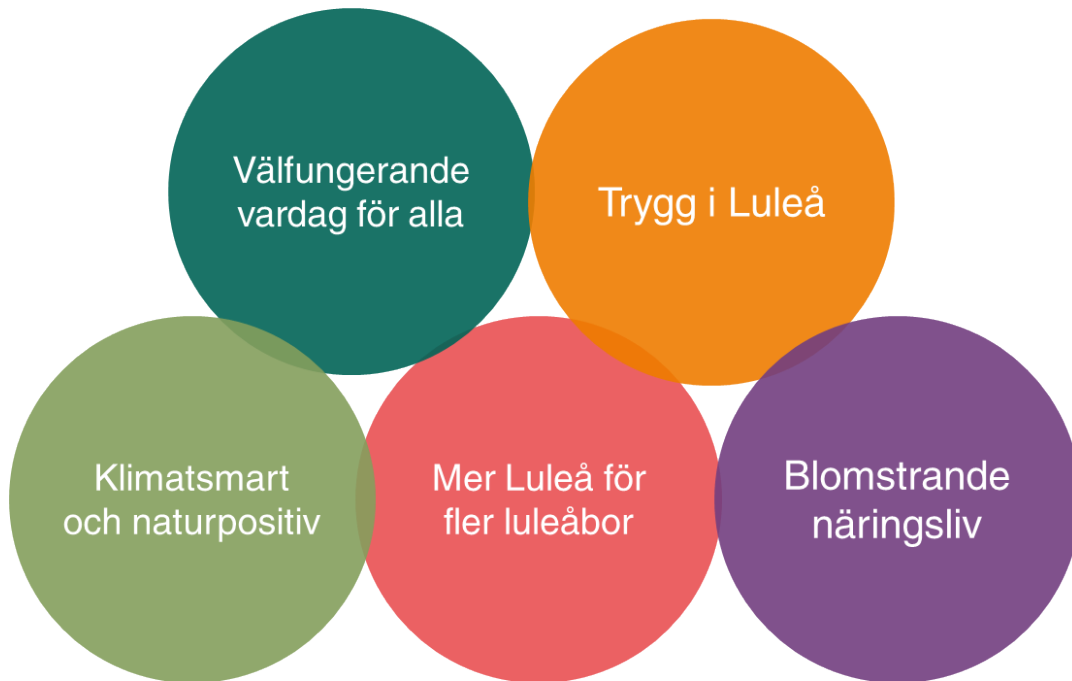 Välfungerande
vardag för alla
Trygg i Luleå
Klimatsmart
och naturpositiv
Mer Luleå för
fler luleåbor
Blomstrande
näringsliv